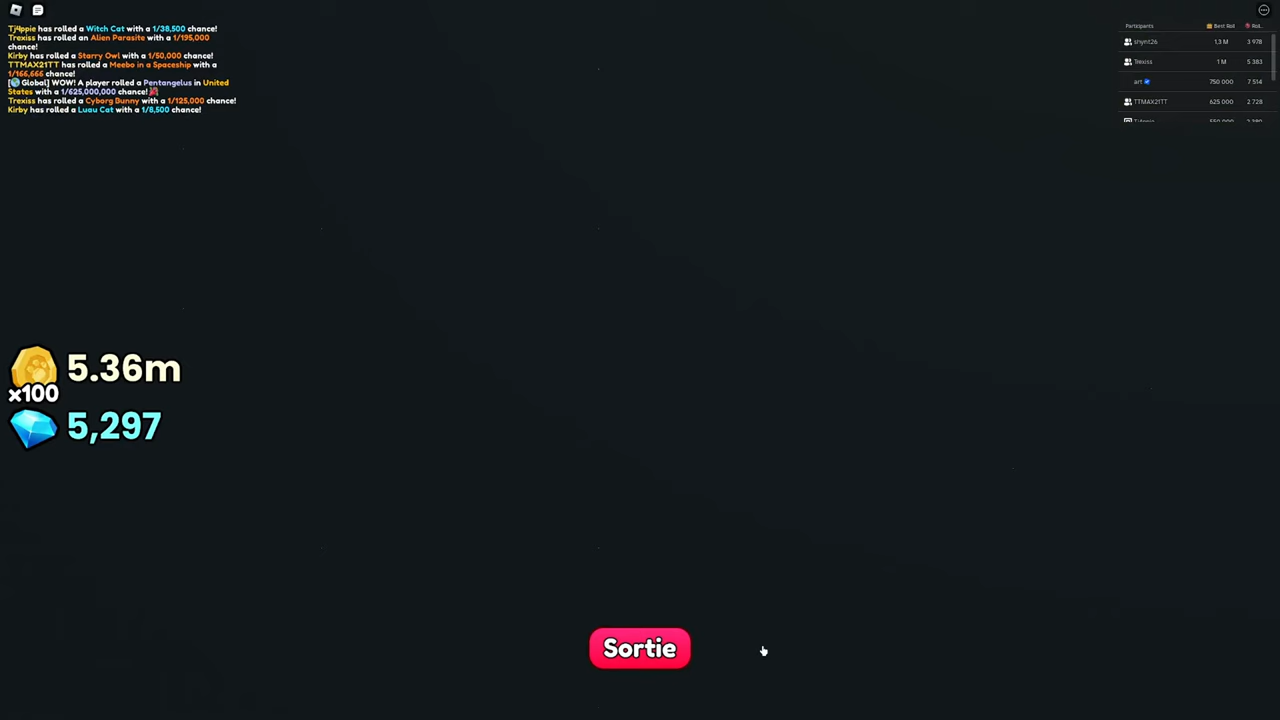 Tj4ppie has rolled a Witch Cat with a 1/38,500 chance!
Trexiss has rolled an Alien Parasite with a 1/195,000
chance!
Kirby has rolled a Starry Owl with a 1/50,000 chance!
TTMAX21TT has rolled a Meebo in a Spaceship with a
1/166,666 chance!
[🌎 Global] WOW! A player rolled a Pentangelus in United
States with a 1/625,000,000 chance!
Trexiss has rolled a Cyborg Bunny with a 1/125,000 chance!
Kirby has rolled a Luau Cat with a 1/8,500 chance!
Participants Best Roll Roll...
shynt26 1.3 M 3 978
Trexiss 1 M 5 383
art 750 000 7 514
TTMAX21TT 625 000 2 728
5.36m
x100
5,297
Sortie